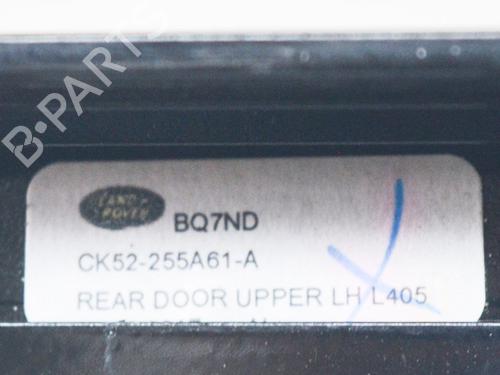 B-PARTS
LAND-
ROVER
BQ7ND
CK52-255A61-A
REAR DOOR UPPER LH L405